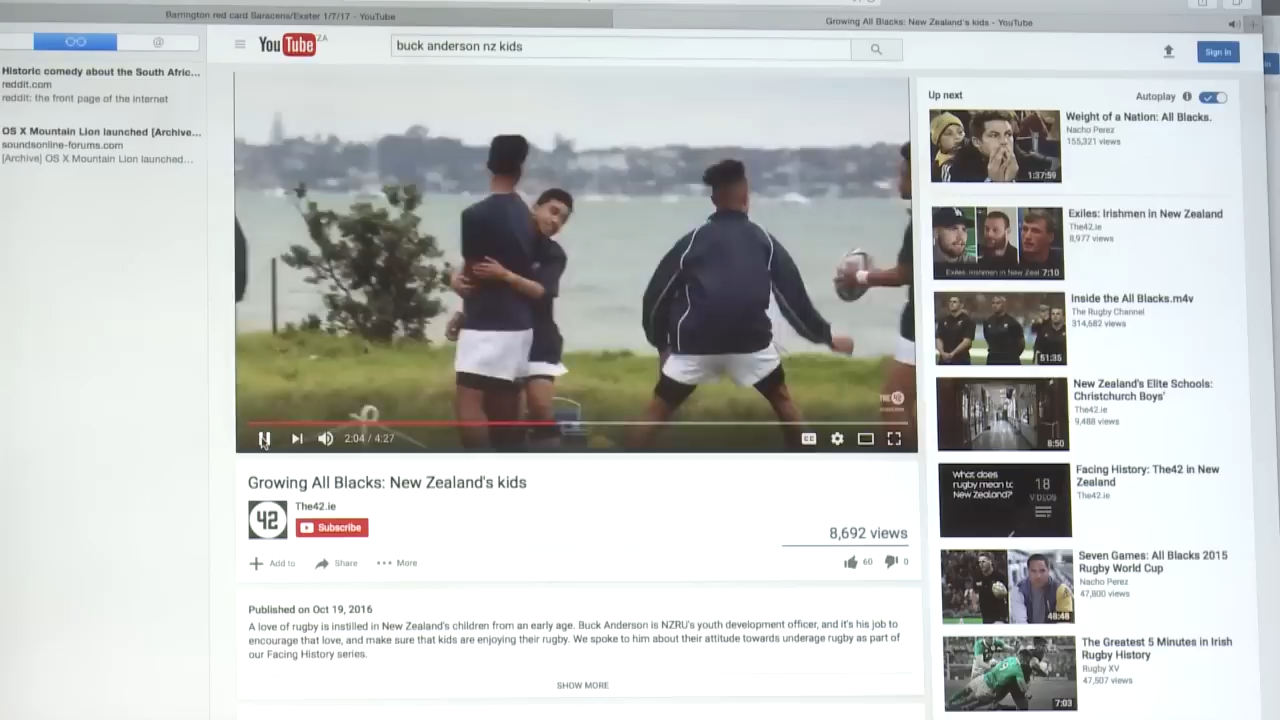 Barrington red card Saracens/Exeter 1/7/17 - YouTube
Growing All Blacks: New Zealand's kids - YouTube
@
Historic comedy about the South Afric...
reddit.com
reddit: the front page of the internet
OS X Mountain Lion launched [Archive...
soundsonline-forums.com
[Archive] OS X Mountain Lion launched...
YouTube ZA
buck anderson nz kids
Sign in
2:04 / 4:27
CC
Growing All Blacks: New Zealand's kids
42
The42.ie
Subscribe
8,692 views
Add to
Share
More
60
0
Published on Oct 19, 2016
A love of rugby is instilled in New Zealand's children from an early age. Buck Anderson is NZRU's youth development officer, and it's his job to
encourage that love, and make sure that kids are enjoying their rugby. We spoke to him about their attitude towards underage rugby as part of
our Facing History series.
SHOW MORE
Up next
Autoplay
Weight of a Nation: All Blacks.
Nacho Perez
155,321 views
1:37:59
Exiles: Irishmen in New Zealand
The42.ie
8,977 views
Exiles: Irishmen in New Zeal 7:10
Inside the All Blacks.m4v
The Rugby Channel
314,682 views
51:35
New Zealand's Elite Schools:
Christchurch Boys'
The42.ie
9,488 views
8:50
Facing History: The42 in New
Zealand
The42.ie
What does
rugby mean to
New Zealand?
18
VIDEOS
Seven Games: All Blacks 2015
Rugby World Cup
Nacho Perez
47,800 views
48:48
The Greatest 5 Minutes in Irish
Rugby History
Rugby XV
47,507 views
7:03